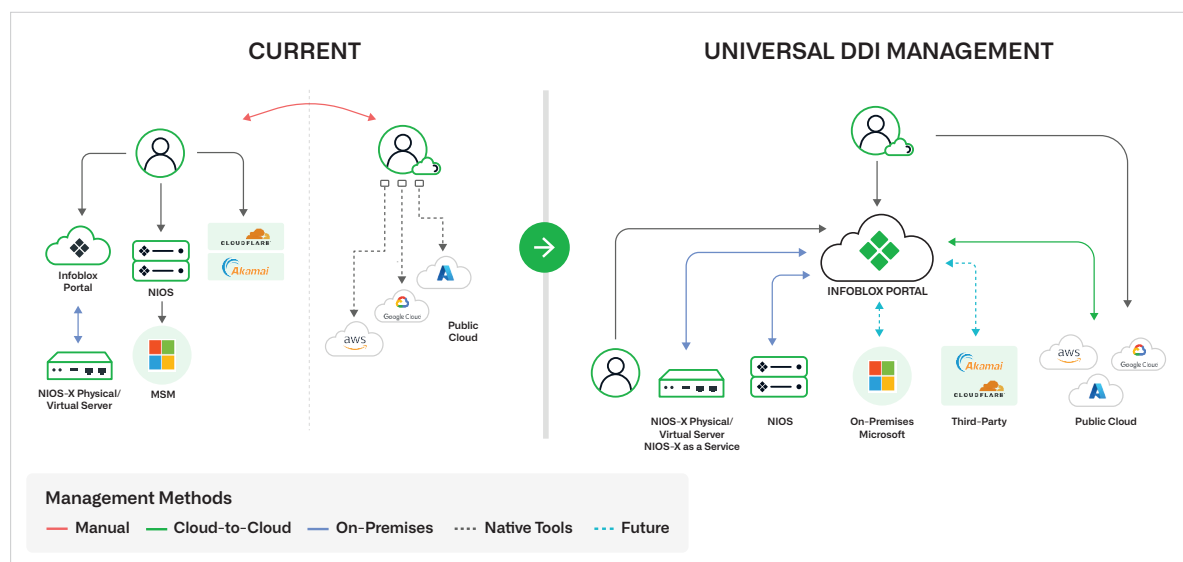 CURRENT
UNIVERSAL DDI MANAGEMENT
Infoblox
Portal
NIOS
CLOUDFLARE
Akamai
NIOS-X Physical/
Virtual Server
MSM
aws
Google Cloud
Public
Cloud
INFOBLOX PORTAL
NIOS-X Physical/
Virtual Server
NIOS-X as a Service
NIOS
On-Premises
Microsoft
Akamai
CLOUDFLARE
Third-Party
aws
Google Cloud
Public Cloud
Management Methods
Manual
Cloud-to-Cloud
On-Premises
Native Tools
Future